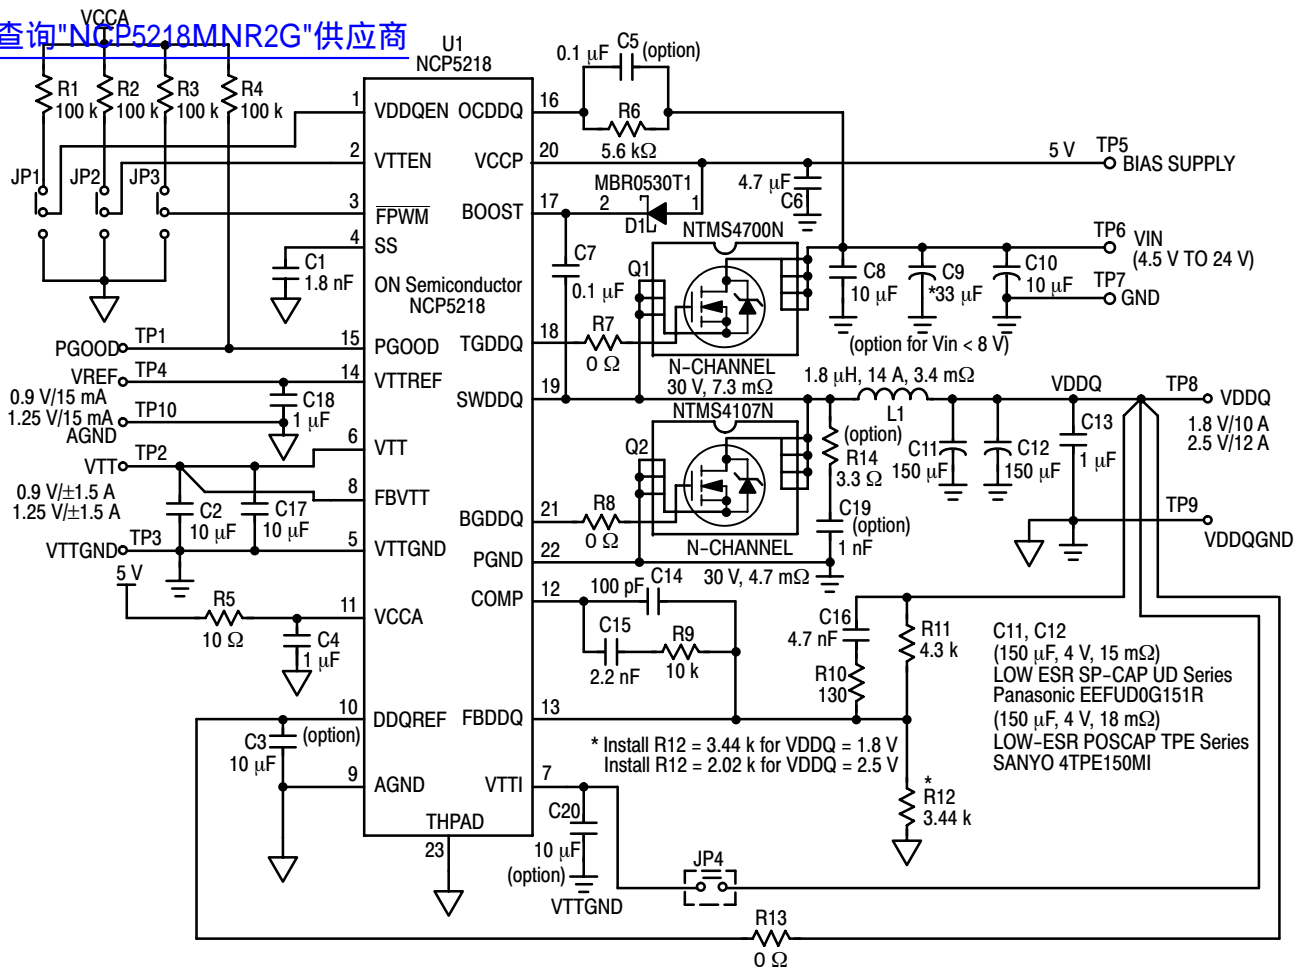 VCCA
查询"NCP5218MNR2G"供应商
U1
NCP5218
R1
100 k
R2
100 k
R3
100 k
R4
100 k
JP1
JP2
JP3
1
VDDQEN
2
VTTEN
3
FPWM
4
SS
C1
1.8 nF
ON Semiconductor
NCP5218
PGOOD
TP1
15
PGOOD
VREF
TP4
14
VTTREF
0.9 V/15 mA
1.25 V/15 mA
AGND
TP10
C18
1 μF
6
VTT
VTT
TP2
0.9 V/±1.5 A
1.25 V/±1.5 A
8
FBVTT
C2
10 μF
C17
10 μF
VTTGND
TP3
5
VTTGND
5 V
R5
10 Ω
11
VCCA
C4
1 μF
10
DDQREF
C3
10 μF
(option)
9
AGND
THPAD
23
OCDDQ
16
C5
(option)
0.1 μF
R6
5.6 kΩ
VCCP
20
5 V
TP5
BIAS SUPPLY
4.7 μF
C6
BOOST
17
MBR0530T1
2
1
D1
C7
0.1 μF
NTMS4700N
Q1
TP6
VIN
(4.5 V TO 24 V)
TP7
GND
C8
10 μF
C9
*33 μF
C10
10 μF
(option for Vin < 8 V)
TGDDQ
18
R7
0 Ω
N-CHANNEL
30 V, 7.3 mΩ
SWDDQ
19
1.8 μH, 14 A, 3.4 mΩ
L1
VDDQ
TP8
VDDQ
1.8 V/10 A
2.5 V/12 A
NTMS4107N
Q2
(option)
R14
3.3 Ω
C11
150 μF
C12
150 μF
C13
1 μF
BGDDQ
21
R8
0 Ω
C19
(option)
1 nF
TP9
VDDQGND
PGND
22
N-CHANNEL
30 V, 4.7 mΩ
COMP
12
100 pF
C14
C15
2.2 nF
R9
10 k
C16
4.7 nF
R10
130
R11
4.3 k
FBDDQ
13
* Install R12 = 3.44 k for VDDQ = 1.8 V
Install R12 = 2.02 k for VDDQ = 2.5 V
*
R12
3.44 k
C11, C12
(150 μF, 4 V, 15 mΩ)
LOW ESR SP-CAP UD Series
Panasonic EEFUD0G151R
(150 μF, 4 V, 18 mΩ)
LOW-ESR POSCAP TPE Series
SANYO 4TPE150MI
VTTI
7
C20
10 μF
(option)
VTTGND
JP4
R13
0 Ω